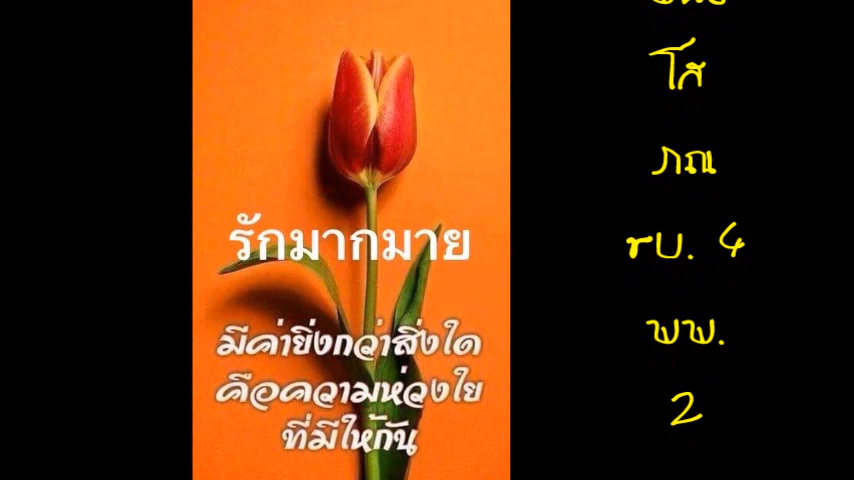 รักมากมาย
มีค่ายิ่งกว่าสิ่งใด
คือความห่วงใย
ที่มีให้กัน
โส
ภณ
รบ. 4
พพ.
2